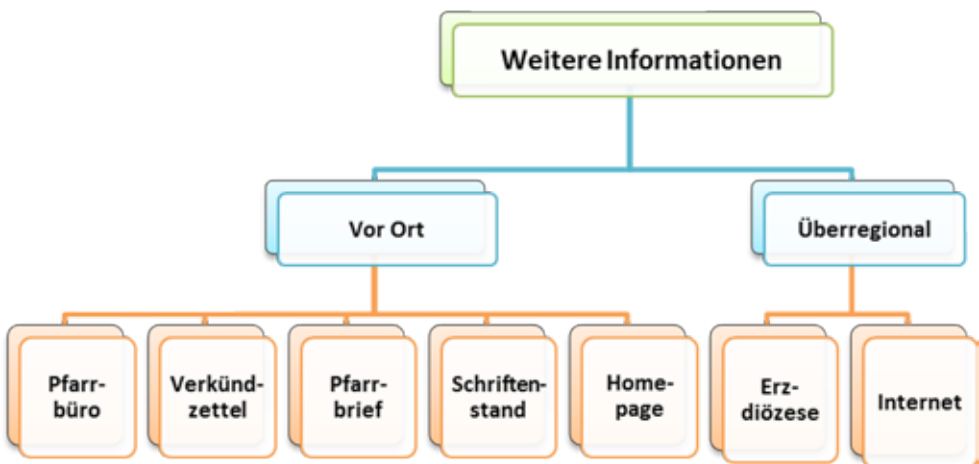 Weitere Informationen
Vor Ort
Überregional
Pfarr-
büro
Verkünd-
zettel
Pfarr-
brief
Schriften-
stand
Home-
page
Erz-
diözese
Internet